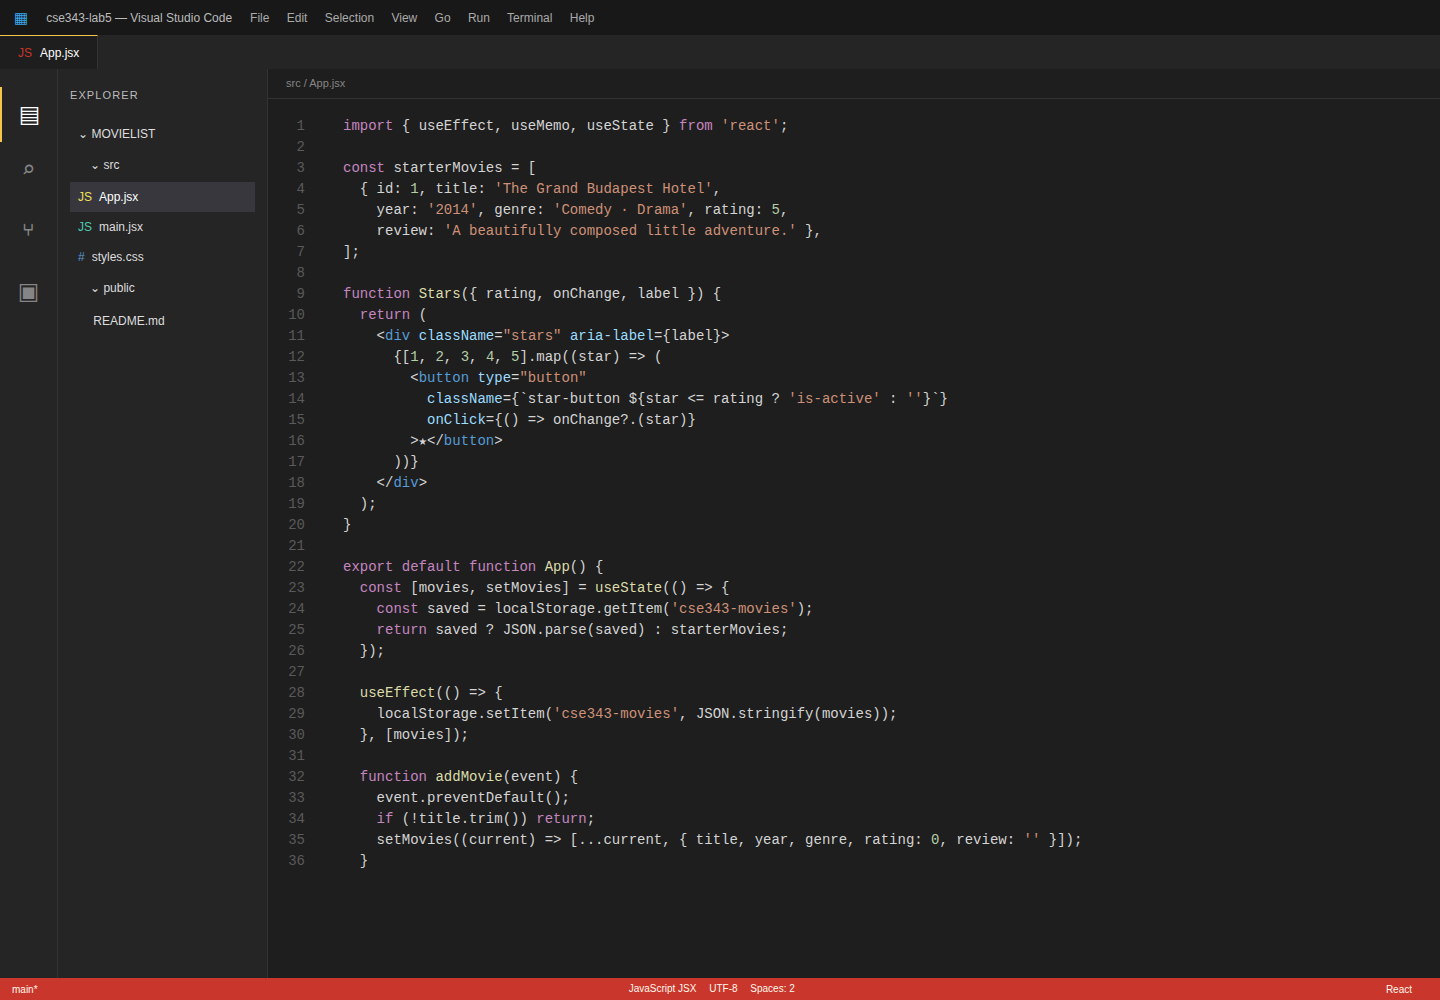 cse343-lab5 — Visual Studio Code File Edit Selection View Go Run Terminal Help
JS App.jsx
EXPLORER
MOVIELIST
src
JS App.jsx
JS main.jsx
# styles.css
public
README.md
src / App.jsx
1 import { useEffect, useMemo, useState } from 'react';
2
3 const starterMovies = [
4 { id: 1, title: 'The Grand Budapest Hotel',
5 year: '2014', genre: 'Comedy · Drama', rating: 5,
6 review: 'A beautifully composed little adventure.' },
7 ];
8
9 function Stars({ rating, onChange, label }) {
10 return (
11 <div className="stars" aria-label={label}>
12 {[1, 2, 3, 4, 5].map((star) => (
13 <button type="button"
14 className={`star-button ${star <= rating ? 'is-active' : ''}`}
15 onClick={() => onChange?.(star)}
16 >★</button>
17 ))}
18 </div>
19 );
20 }
21
22 export default function App() {
23 const [movies, setMovies] = useState(() => {
24 const saved = localStorage.getItem('cse343-movies');
25 return saved ? JSON.parse(saved) : starterMovies;
26 });
27
28 useEffect(() => {
29 localStorage.setItem('cse343-movies', JSON.stringify(movies));
30 }, [movies]);
31
32 function addMovie(event) {
33 event.preventDefault();
34 if (!title.trim()) return;
35 setMovies((current) => [...current, { title, year, genre, rating: 0, review: '' }]);
36 }
main* JavaScript JSX UTF-8 Spaces: 2 React